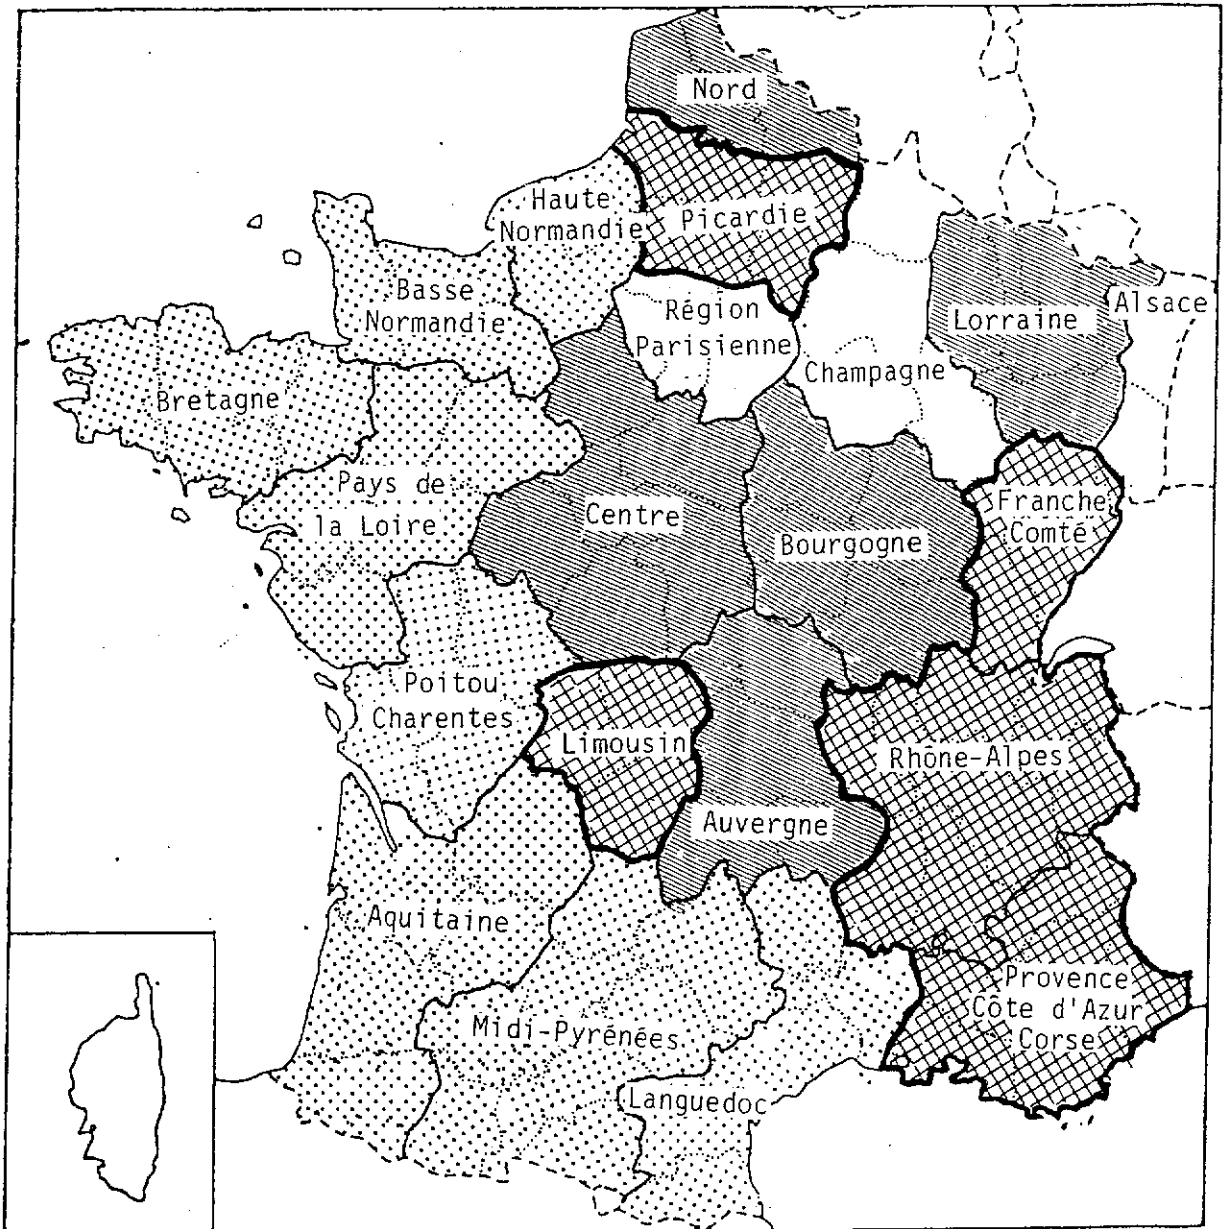 Nord
Haute
Normandie
Picardie
Basse
Normandie
Région
Parisienne
Lorraine
Alsace
Champagne
Bretagne
Pays de
la Loire
Centre
Bourgogne
Franche
Comté
Poitou
Charentes
Limousin
Rhône-Alpes
Auvergne
Aquitaine
Midi-Pyrénées
Provence
Côte d'Azur
Corse
Languedoc